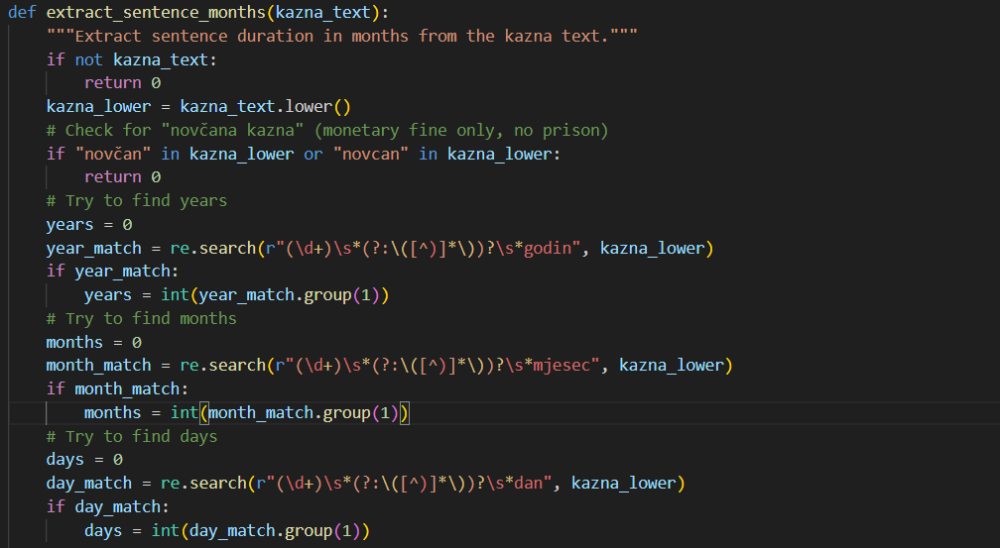 def extract_sentence_months(kazna_text):
    """Extract sentence duration in months from the kazna text."""
    if not kazna_text:
        return 0
    kazna_lower = kazna_text.lower()
    # Check for "novčana kazna" (monetary fine only, no prison)
    if "novčan" in kazna_lower or "novcan" in kazna_lower:
        return 0
    # Try to find years
    years = 0
    year_match = re.search(r"(\d+)\s*(?:\([^)]*\))?\s*godin", kazna_lower)
    if year_match:
        years = int(year_match.group(1))
    # Try to find months
    months = 0
    month_match = re.search(r"(\d+)\s*(?:\([^)]*\))?\s*mjesec", kazna_lower)
    if month_match:
        months = int(month_match.group(1))
    # Try to find days
    days = 0
    day_match = re.search(r"(\d+)\s*(?:\([^)]*\))?\s*dan", kazna_lower)
    if day_match:
        days = int(day_match.group(1))